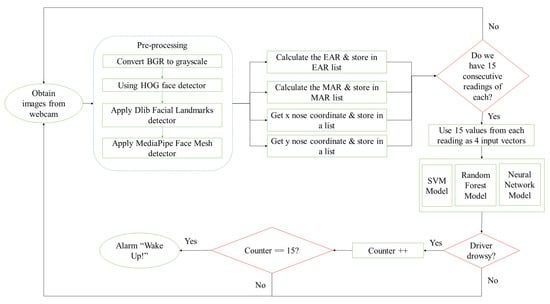 No
Pre-processing
Convert BGR to grayscale
Using HOG face detector
Apply Dlib Facial Landmarks
detector
Apply MediaPipe Face Mesh
detector
Obtain
images from
webcam
Calculate the EAR & store in
EAR list
Calculate the MAR & store in
MAR list
Get x nose coordinate & store in
a list
Get y nose coordinate & store in
a list
Do we
have 15
consecutive
readings of
each?
Yes
Use 15 values from each
reading as 4 input vectors
SVM
Model
Random
Forest
Model
Neural
Network
Model
Driver
drowsy?
Yes
Counter ++
Counter == 15?
Yes
Alarm “Wake
Up!”
No
No